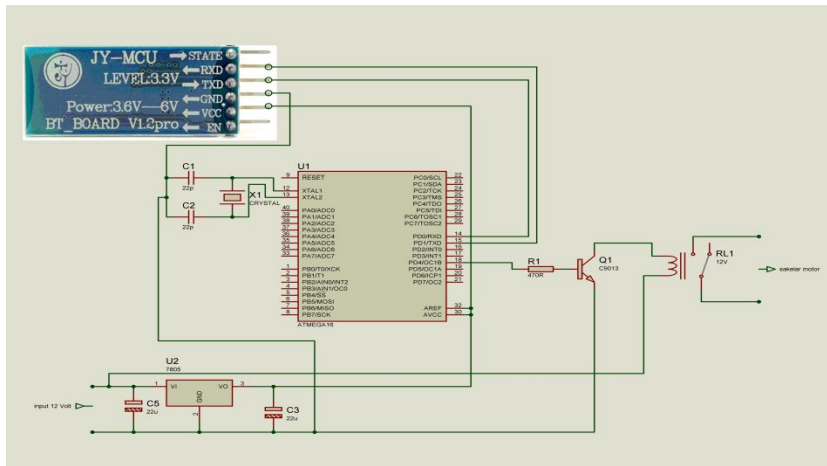 JY-MCU
STATE
RXD
LEVEL:3.3V
TXD
GND
Power:3.6V—6V
VCC
BT_BOARD V1.2pro
EN
C1
22p
C2
22p
X1
CRYSTAL
U1
9 RESET
12 XTAL1
13 XTAL2
40 PA0/ADC0
39 PA1/ADC1
38 PA2/ADC2
37 PA3/ADC3
36 PA4/ADC4
35 PA5/ADC5
34 PA6/ADC6
33 PA7/ADC7
1 PB0/T0/XCK
2 PB1/T1
3 PB2/AIN0/INT2
4 PB3/AIN1/OC0
5 PB4/SS
6 PB5/MOSI
7 PB6/MISO
8 PB7/SCK
PC0/SCL 22
PC1/SDA 23
PC2/TCK 24
PC3/TMS 25
PC4/TDO 26
PC5/TDI 27
PC6/TOSC1 28
PC7/TOSC2 29
PD0/RXD 14
PD1/TXD 15
PD2/INT0 16
PD3/INT1 17
PD4/OC1B 18
PD5/OC1A 19
PD6/ICP1 20
PD7/OC2 21
AREF 32
AVCC 30
ATMEGA16
R1
470R
Q1
C9013
RL1
12V
sakelar motor
U2
7805
1 VI
VO 3
GND
2
C5
22u
C3
22u
input 12 Volt